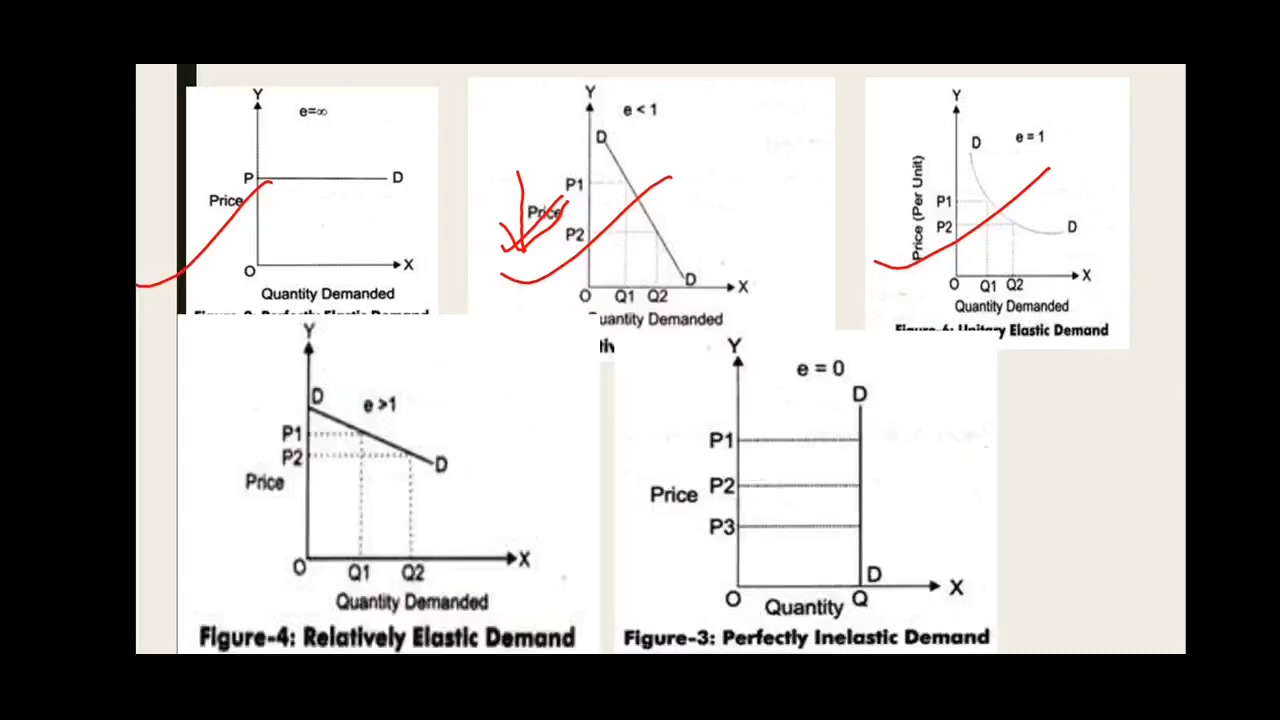 Y
e=∞
P
D
Price
O
X
Quantity Demanded
Y
e < 1
D
P1
Price
P2
D
O
Q1
Q2
X
uantity Demanded
Y
D
e = 1
Price (Per Unit)
P1
P2
D
O
Q1
Q2
X
Quantity Demanded
Figure-6: Unitary Elastic Demand
Y
D
e >1
P1
P2
D
Price
O
Q1
Q2
X
Quantity Demanded
Figure-4: Relatively Elastic Demand
Y
e = 0
D
P1
P2
Price
P3
D
O
Quantity
Q
X
Figure-3: Perfectly Inelastic Demand